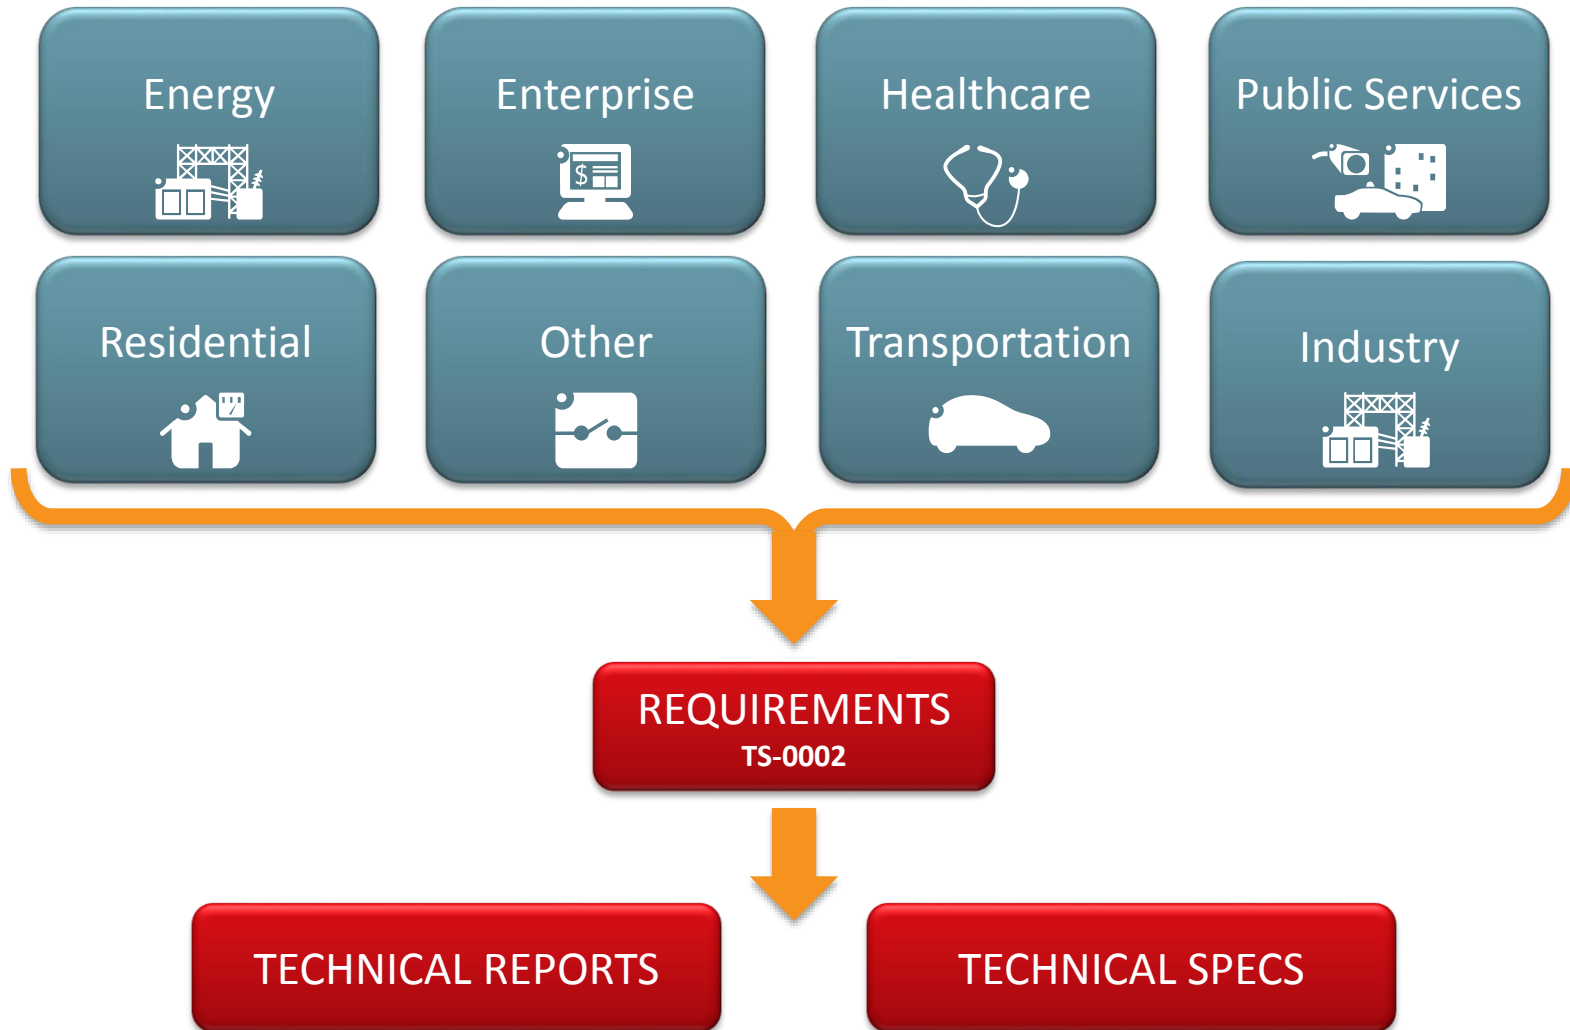 Energy
Enterprise
Healthcare
Public Services
$
Residential
Other
Transportation
Industry
REQUIREMENTS
TS-0002
TECHNICAL REPORTS
TECHNICAL SPECS